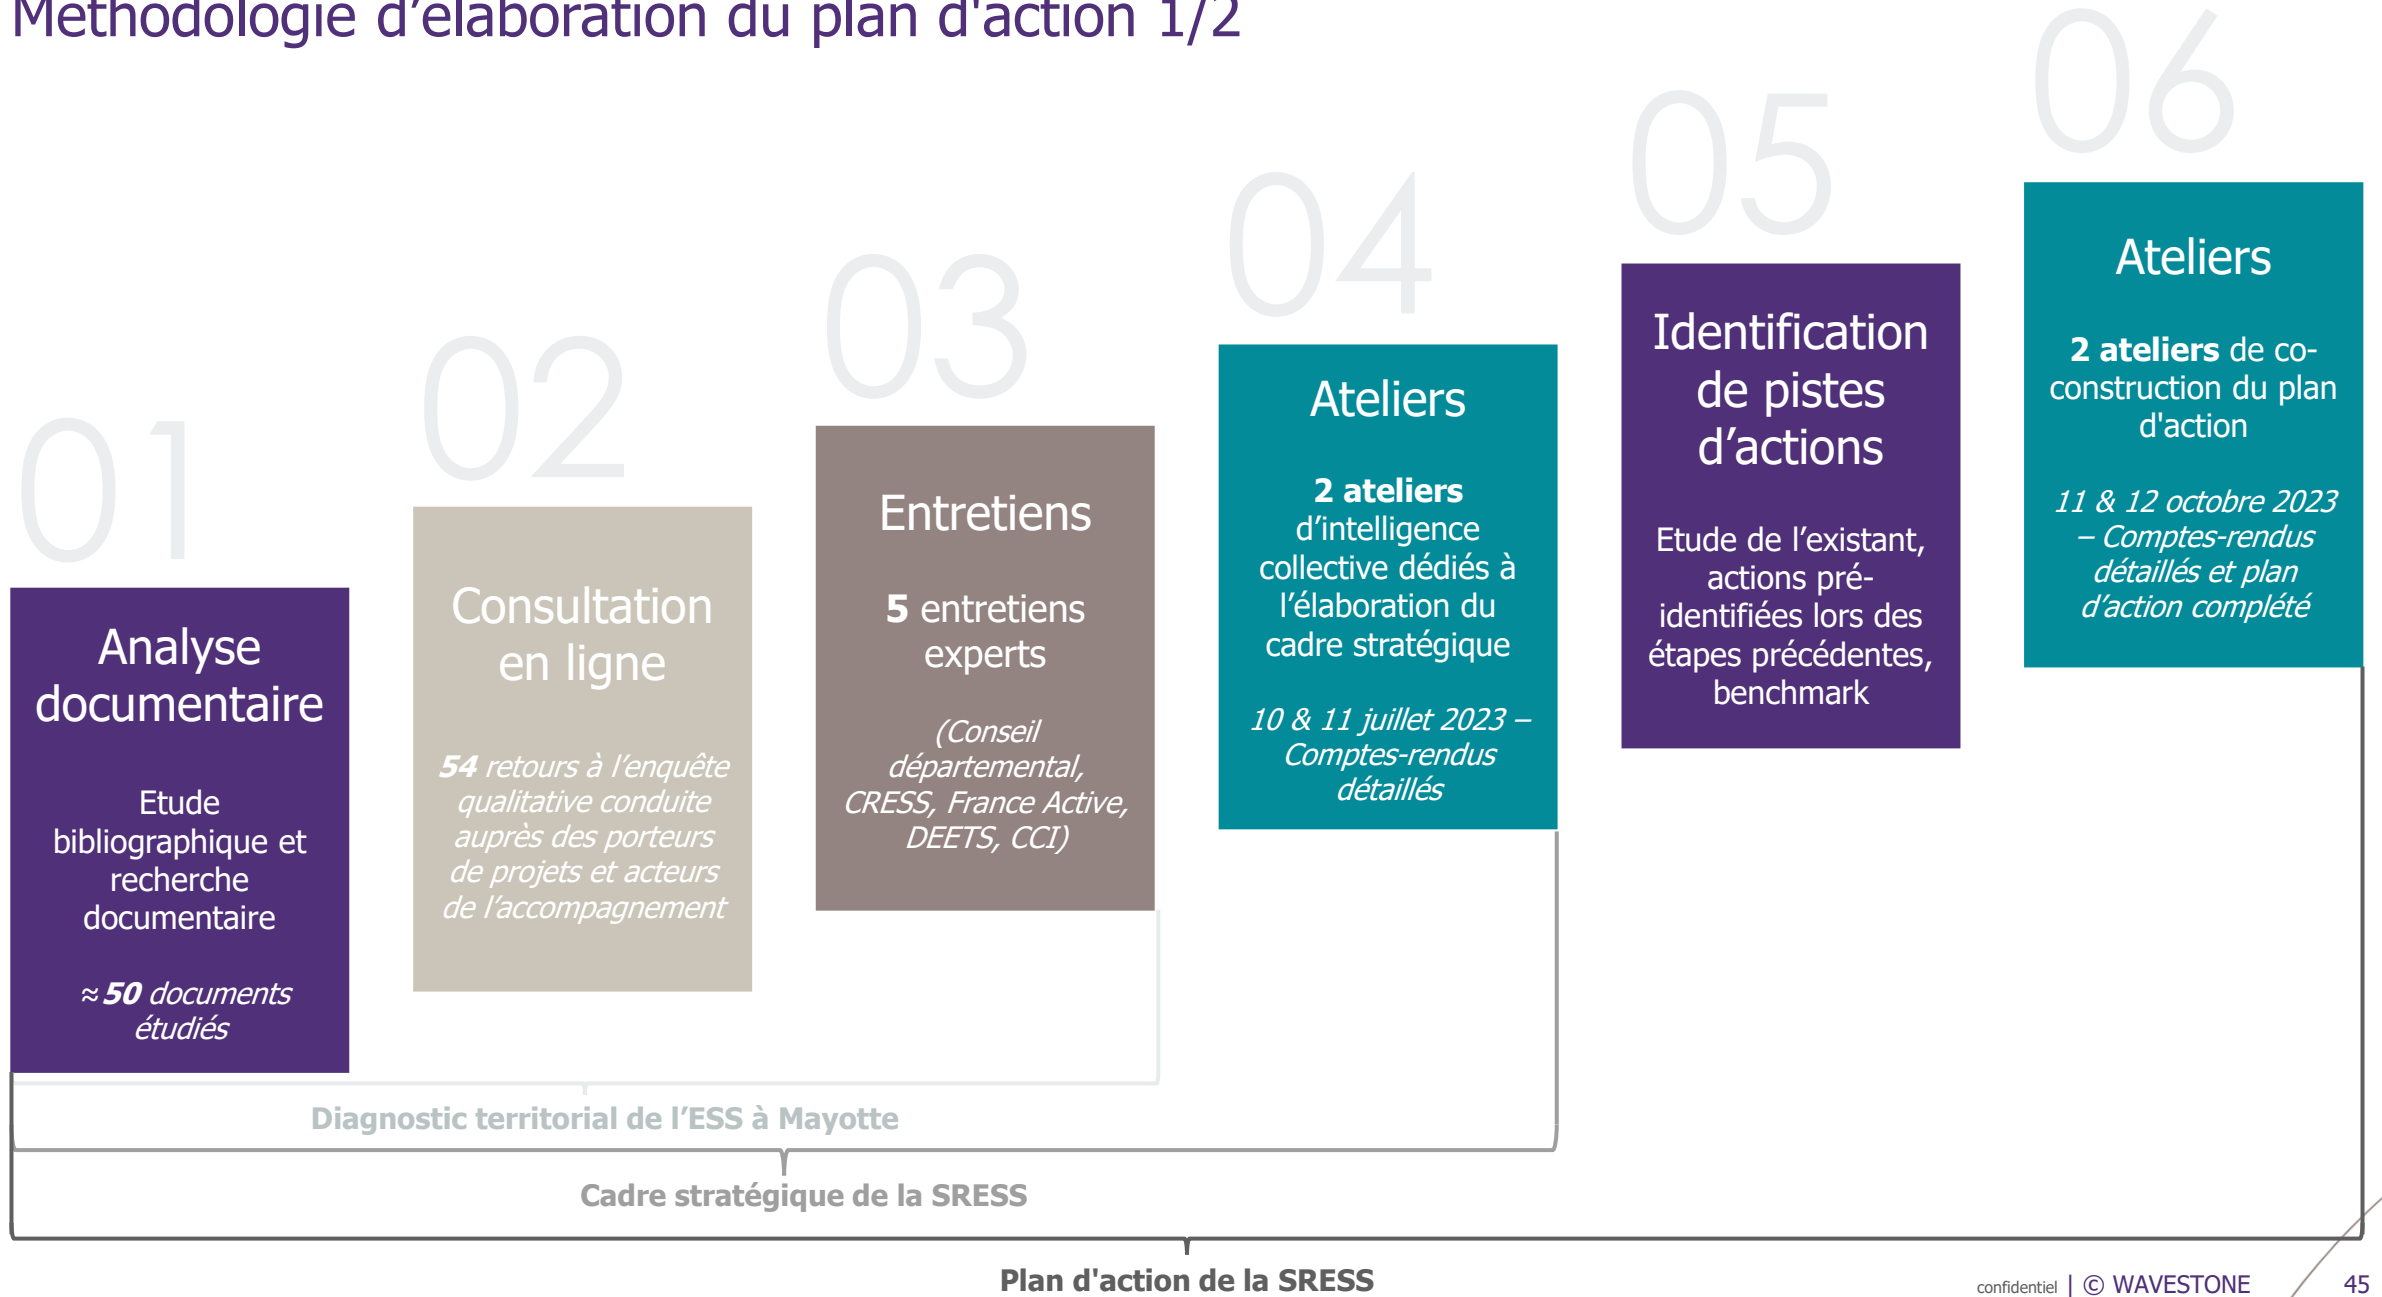 Méthodologie d’élaboration du plan d'action 1/2
01
Analyse
documentaire
Etude
bibliographique et
recherche
documentaire
≈50 documents
étudiés
02
Consultation
en ligne
54 retours à l’enquête
qualitative conduite
auprès des porteurs
de projets et acteurs
de l’accompagnement
03
Entretiens
5 entretiens
experts
(Conseil
départemental,
CRESS, France Active,
DEETS, CCI)
04
Ateliers
2 ateliers
d’intelligence
collective dédiés à
l’élaboration du
cadre stratégique
10 & 11 juillet 2023 –
Comptes-rendus
détaillés
05
Identification
de pistes
d’actions
Etude de l’existant,
actions pré-
identifiées lors des
étapes précédentes,
benchmark
06
Ateliers
2 ateliers de co-
construction du plan
d'action
11 & 12 octobre 2023
– Comptes-rendus
détaillés et plan
d’action complété
Diagnostic territorial de l’ESS à Mayotte
Cadre stratégique de la SRESS
Plan d'action de la SRESS
confidentiel | © WAVESTONE 45